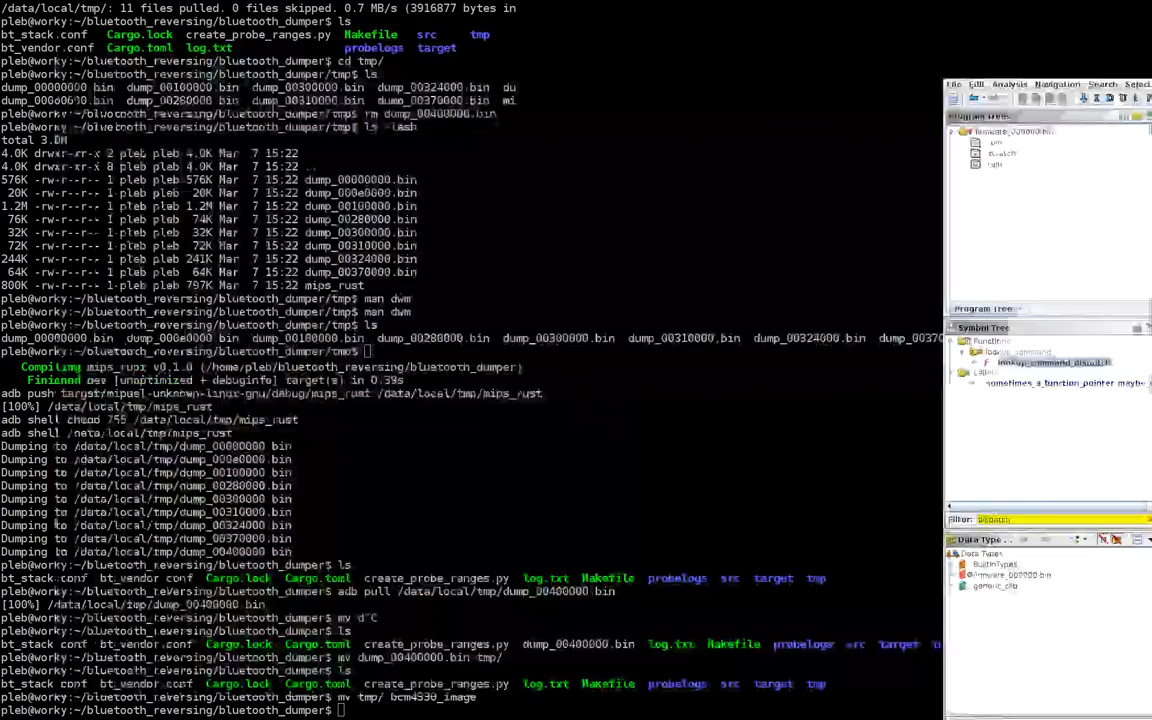 /data/local/tmp/: 11 files pulled. 0 files skipped. 0.7 MB/s (3916877 bytes in
pleb@worky:~/bluetooth_reversing/bluetooth_dumper$ ls
bt_stack.conf Cargo.lock create_probe_ranges.py Makefile src tmp
bt_vendor.conf Cargo.toml log.txt probelogs target
pleb@worky:~/bluetooth_reversing/bluetooth_dumper$ cd tmp/
pleb@worky:~/bluetooth_reversing/bluetooth_dumper/tmp$ ls
dump_00000000 bin dump_00100000.bin dump_00300000.bin dump_00324000.bin du
dump_000e0000.bin dump_00280000.bin dump_00310000.bin dump_00370000.bin mi
pleb@worky:~/bluetooth_reversing/bluetooth_dumper/tmp$ rm dump_00400000.bin
pleb@worky:~/bluetooth_reversing/bluetooth_dumper/tmp$ ls -lash
total 3.0M
4.0K drwxr-xr-x 2 pleb pleb 4.0K Mar 7 15:22 .
4.0K drwxr-xr-x 8 pleb pleb 4.0K Mar 7 15:22 ..
576K -rw-r--r-- 1 pleb pleb 576K Mar 7 15:22 dump_00000000.bin
20K -rw-r--r-- 1 pleb pleb 20K Mar 7 15:22 dump_000e0000.bin
1.2M -rw-r--r-- 1 pleb pleb 1.2M Mar 7 15:22 dump_00100000.bin
76K -rw-r--r-- 1 pleb pleb 74K Mar 7 15:22 dump_00280000.bin
32K -rw-r--r-- 1 pleb pleb 32K Mar 7 15:22 dump_00300000.bin
72K -rw-r--r-- 1 pleb pleb 72K Mar 7 15:22 dump_00310000.bin
244K -rw-r--r-- 1 pleb pleb 241K Mar 7 15:22 dump_00324000.bin
64K -rw-r--r-- 1 pleb pleb 64K Mar 7 15:22 dump_00370000.bin
800K -rw-r--r-- 1 pleb pleb 797K Mar 7 15:22 mips_rust
pleb@worky:~/bluetooth_reversing/bluetooth_dumper/tmp$ man dwm
pleb@worky:~/bluetooth_reversing/bluetooth_dumper/tmp$ man dwm
pleb@worky:~/bluetooth_reversing/bluetooth_dumper/tmp$ ls
dump_00000000.bin dump_000e0000.bin dump_00100000.bin dump_00280000.bin dump_00300000.bin dump_00310000.bin dump_00324000.bin dump_00370
pleb@worky:~/bluetooth_reversing/bluetooth_dumper/tmp$
Compiling mips_rust v0.1.0 (/home/pleb/bluetooth_reversing/bluetooth_dumper)
Finished dev [unoptimized + debuginfo] target(s) in 0.39s
adb push target/mipsel-unknown-linux-gnu/debug/mips_rust /data/local/tmp/mips_rust
[100%] /data/local/tmp/mips_rust
adb shell chmod 755 /data/local/tmp/mips_rust
adb shell /data/local/tmp/mips_rust
Dumping to /data/local/tmp/dump_00000000 bin
Dumping to /data/local/tmp/dump_000e0000.bin
Dumping to /data/local/tmp/dump_00100000 bin
Dumping to /data/local/tmp/dump_00280000.bin
Dumping to /data/local/tmp/dump_00300000 bin
Dumping to /data/local/tmp/dump_00310000 bin
Dumping to /data/local/tmp/dump_00324000 bin
Dumping to /data/local/tmp/dump_00370000 bin
Dumping to /data/local/tmp/dump_00400000 bin
pleb@worky:~/bluetooth_reversing/bluetooth_dumper$ ls
bt_stack.conf bt_vendor conf Cargo.lock Cargo.toml create_probe_ranges.py log.txt Makefile probelogs src target tmp
pleb@worky:~/bluetooth_reversing/bluetooth_dumper$ adb pull /data/local/tmp/dump_00400000.bin
[100%] /data/local/tmp/dump_00400000.bin
pleb@worky:~/bluetooth_reversing/bluetooth_dumper$ mv d^C
pleb@worky:~/bluetooth_reversing/bluetooth_dumper$ ls
bt_stack conf bt_vendor.conf Cargo.lock Cargo.toml create_probe_ranges.py dump_00400000.bin log.txt Makefile probelogs src target
pleb@worky:~/bluetooth_reversing/bluetooth_dumper$ mv dump_00400000.bin tmp/
pleb@worky:~/bluetooth_reversing/bluetooth_dumper$ ls
bt_stack conf bt_vendor.conf Cargo.lock Cargo.toml create_probe_ranges.py log.txt Makefile probelogs src target tmp
pleb@worky:~/bluetooth_reversing/bluetooth_dumper$ mv tmp/ bcm4330_image
pleb@worky:~/bluetooth_reversing/bluetooth_dumper$
File Edit Analysis Navigation Search Select
Program Trees
firmware_000000.bin
scratch
ram
Program Tree
Symbol Tree
Functions
lookup_command
lookup_command_dispatch
Labels
sometimes_a_function_pointer_maybe
Filter: dispatch
Data Type ...
Data Types
BuiltInTypes
firmware_000000.bin
generic_clib